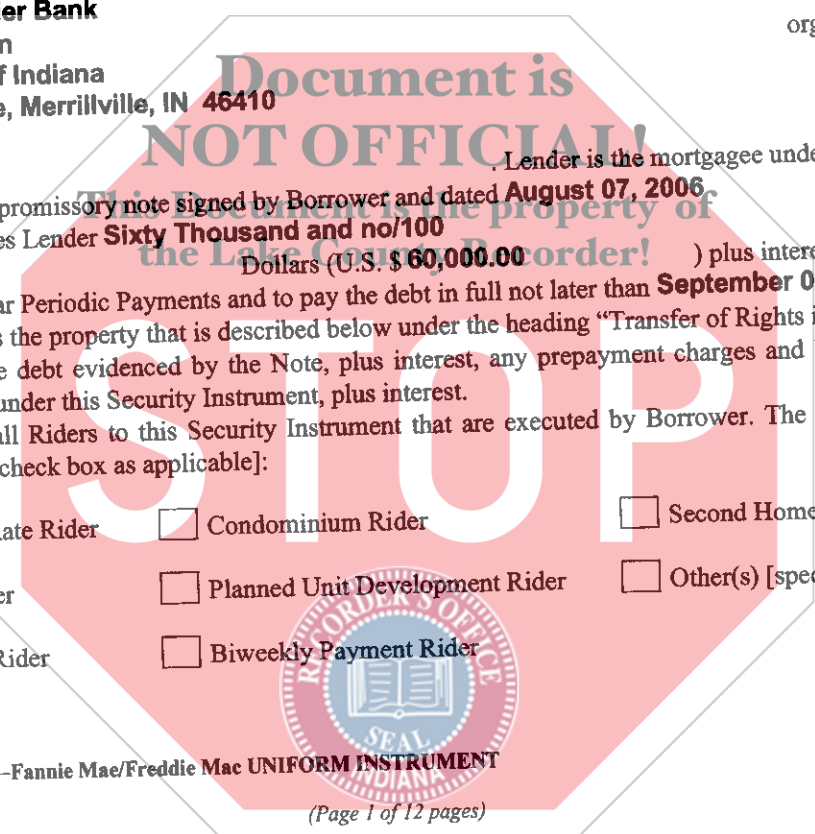 er Bank
org
n
f Indiana
e, Merrillville, IN 46410
Document is
NOT OFFICIAL!
This Document is the property of
the Lake County Recorder!
. Lender is the mortgagee unde
promissory note signed by Borrower and dated August 07, 2006
es Lender Sixty Thousand and no/100
Dollars (U.S. $ 60,000.00 ) plus intere
ar Periodic Payments and to pay the debt in full not later than September 0
s the property that is described below under the heading “Transfer of Rights i
e debt evidenced by the Note, plus interest, any prepayment charges and
under this Security Instrument, plus interest.
all Riders to this Security Instrument that are executed by Borrower. The
check box as applicable]:
STOP
ate Rider Condominium Rider Second Home
er Planned Unit Development Rider Other(s) [spec
Rider Biweekly Payment Rider
RECORDER'S OFFICE
SEAL
INDIANA
–Fannie Mae/Freddie Mac UNIFORM INSTRUMENT
(Page 1 of 12 pages)